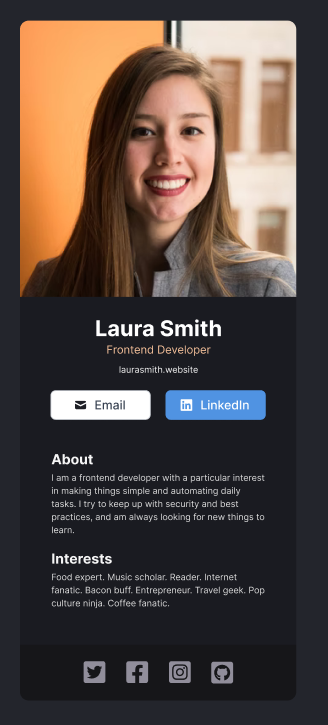 Laura Smith
Frontend Developer
laurasmith.website
Email
LinkedIn
About
I am a frontend developer with a particular interest
in making things simple and automating daily
tasks. I try to keep up with security and best
practices, and am always looking for new things to
learn.
Interests
Food expert. Music scholar. Reader. Internet
fanatic. Bacon buff. Entrepreneur. Travel geek. Pop
culture ninja. Coffee fanatic.